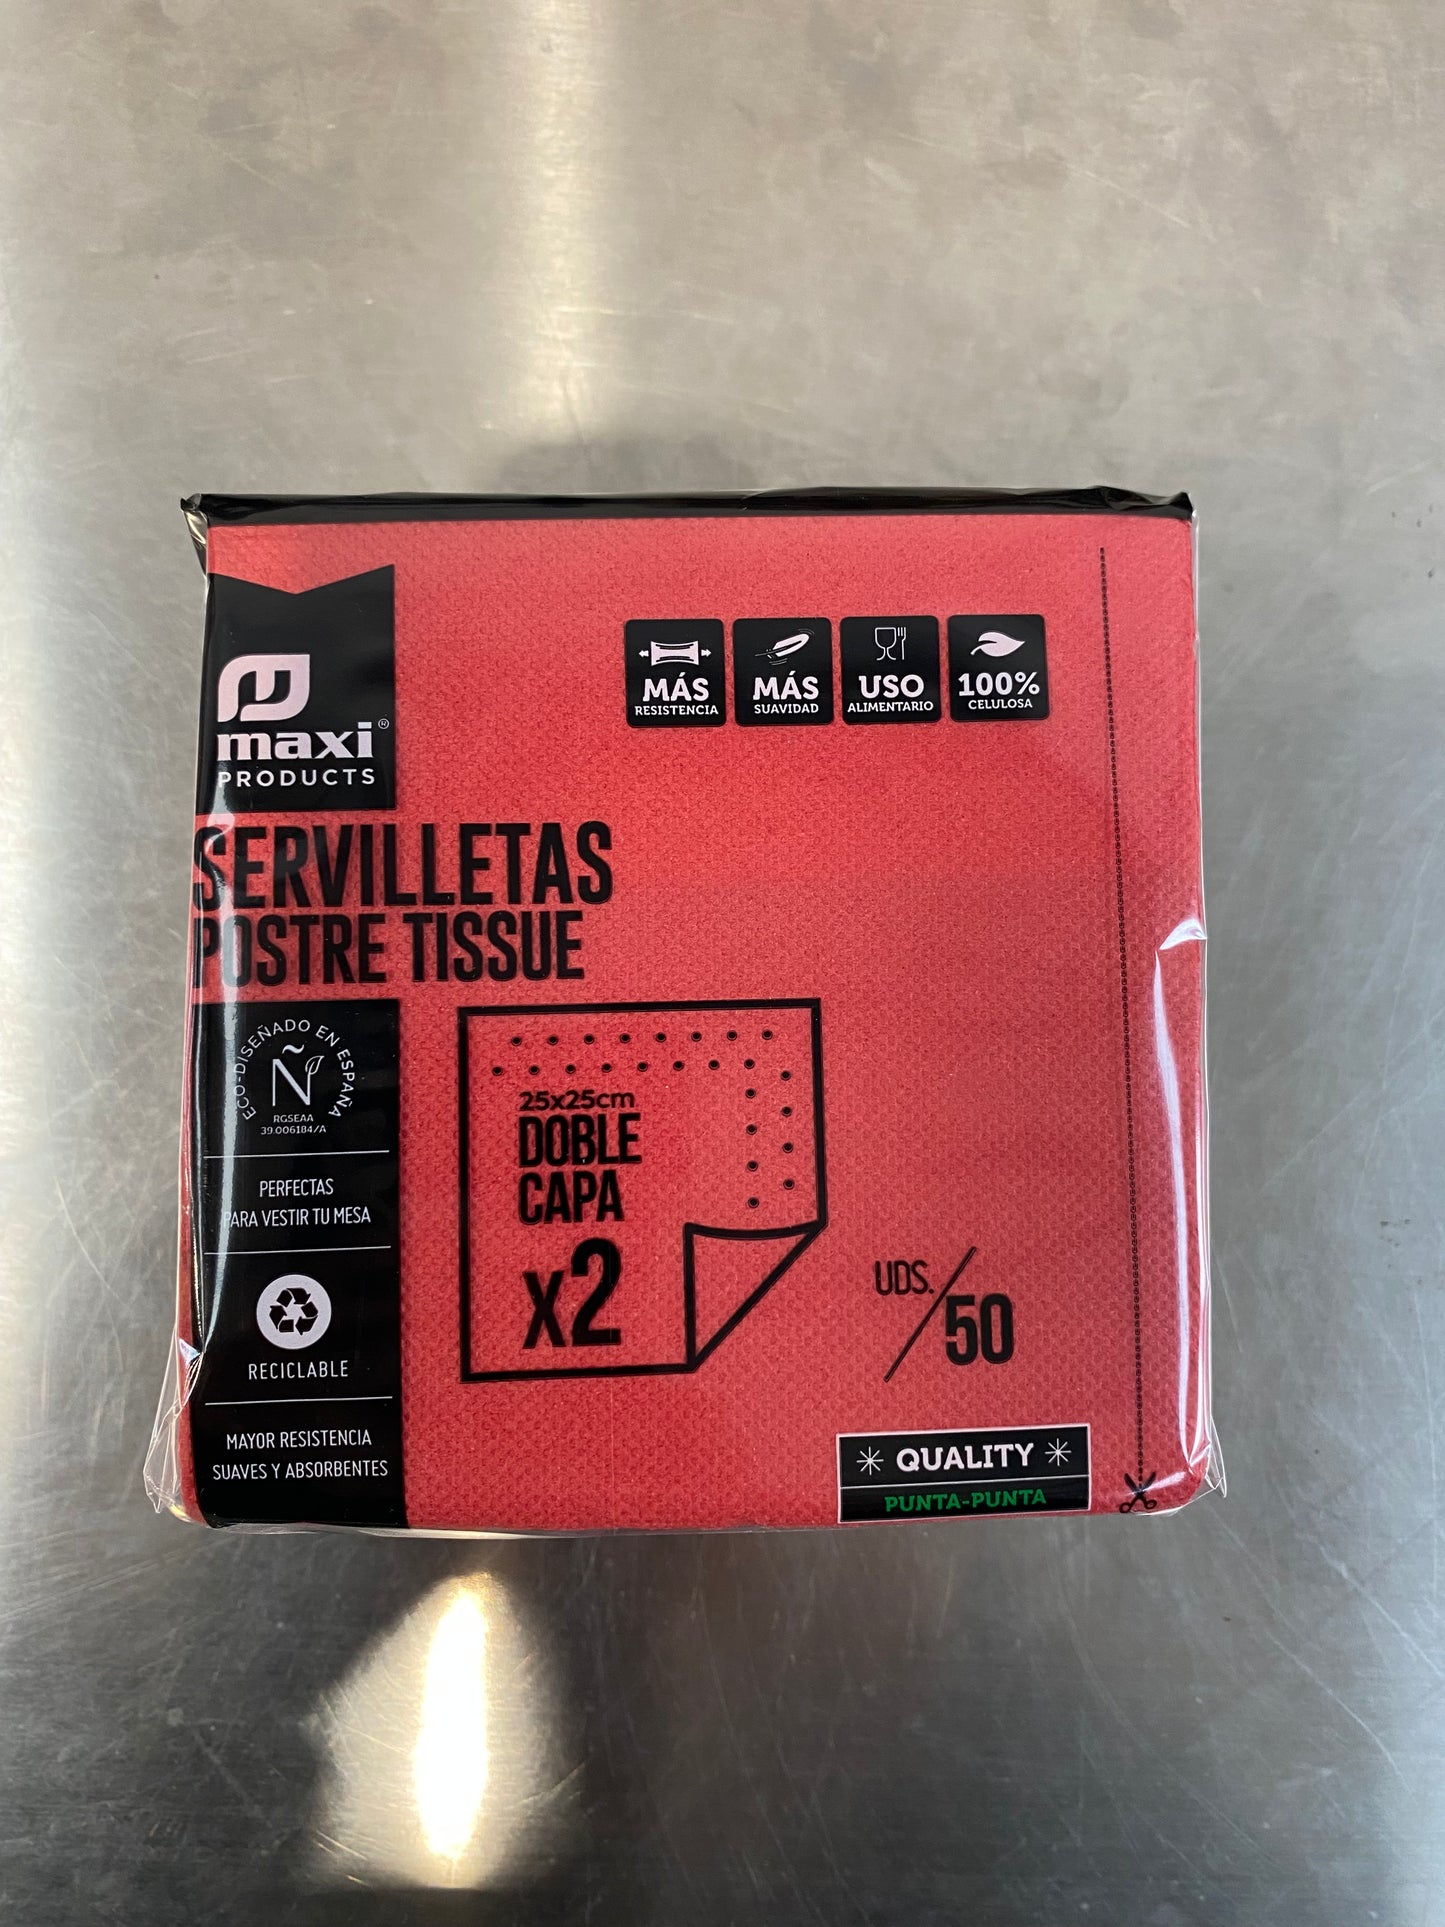 maxi®
PRODUCTS
MÁS
RESISTENCIA
MÁS
SUAVIDAD
USO
ALIMENTARIO
100%
CELULOSA
SERVILLETAS
POSTRE TISSUE
ECO-DISEÑADO EN ESPAÑA
Ñ
RGSEAA
39.006184/A
PERFECTAS
PARA VESTIR TU MESA
RECICLABLE
MAYOR RESISTENCIA
SUAVES Y ABSORBENTES
25x25cm
DOBLE
CAPA
x2
UDS./50
QUALITY
PUNTA-PUNTA